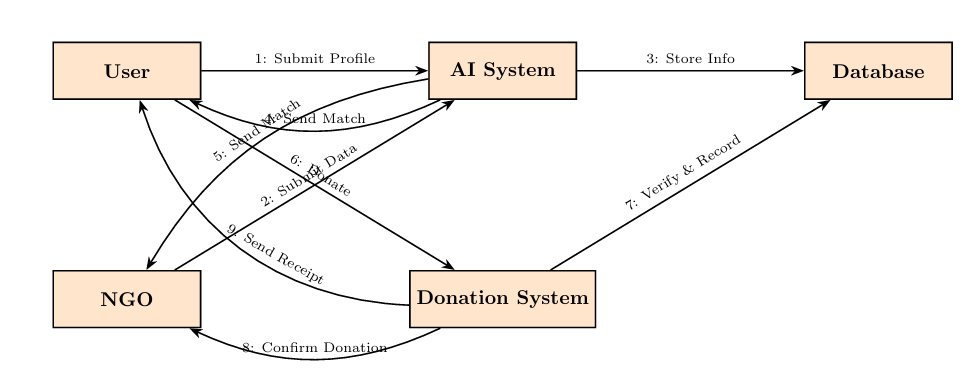 User
1: Submit Profile
AI System
3: Store Info
Database
Send Match
5: Send Match
6: Donate
2: Submit Data
7: Verify & Record
9: Send Receipt
NGO
Donation System
8: Confirm Donation